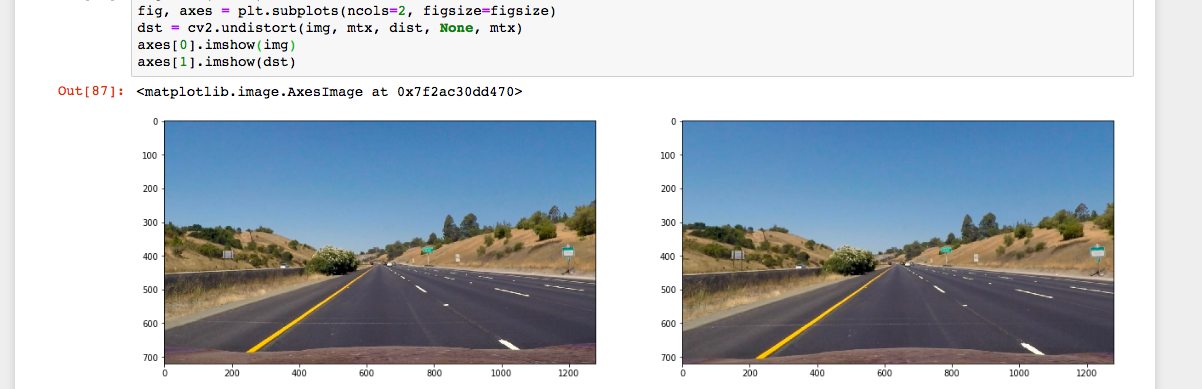 fig, axes = plt.subplots(ncols=2, figsize=figsize)
dst = cv2.undistort(img, mtx, dist, None, mtx)
axes[0].imshow(img)
axes[1].imshow(dst)
Out[87]: <matplotlib.image.AxesImage at 0x7f2ac30dd470>
0
100
200
300
400
500
600
700
0 200 400 600 800 1000 1200
0
100
200
300
400
500
600
700
0 200 400 600 800 1000 1200